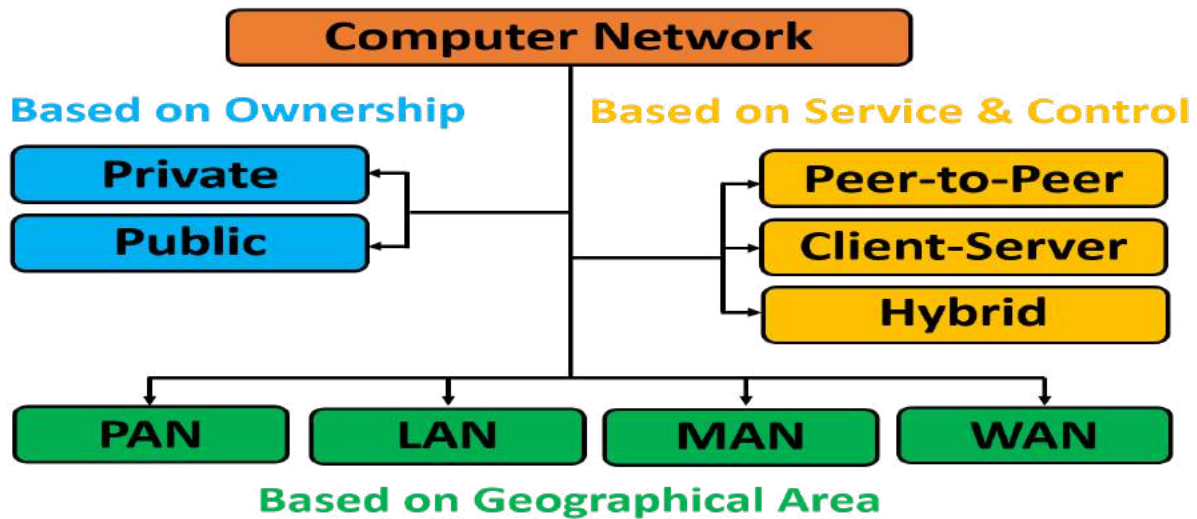 Computer Network
Based on Ownership
Private
Public
Based on Service & Control
Peer-to-Peer
Client-Server
Hybrid
PAN
LAN
MAN
WAN
Based on Geographical Area